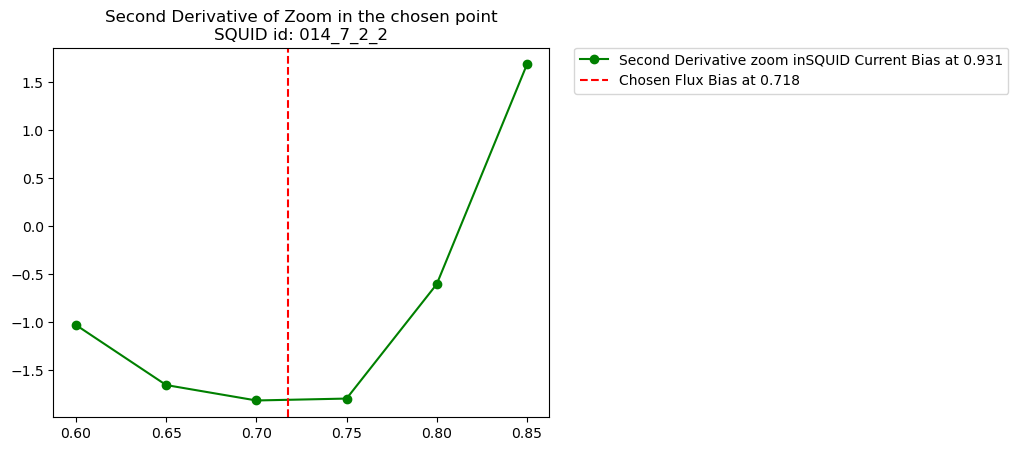 Second Derivative of Zoom in the chosen point
SQUID id: 014_7_2_2
Second Derivative zoom inSQUID Current Bias at 0.931
Chosen Flux Bias at 0.718
1.5
1.0
0.5
0.0
−0.5
−1.0
−1.5
0.60 0.65 0.70 0.75 0.80 0.85